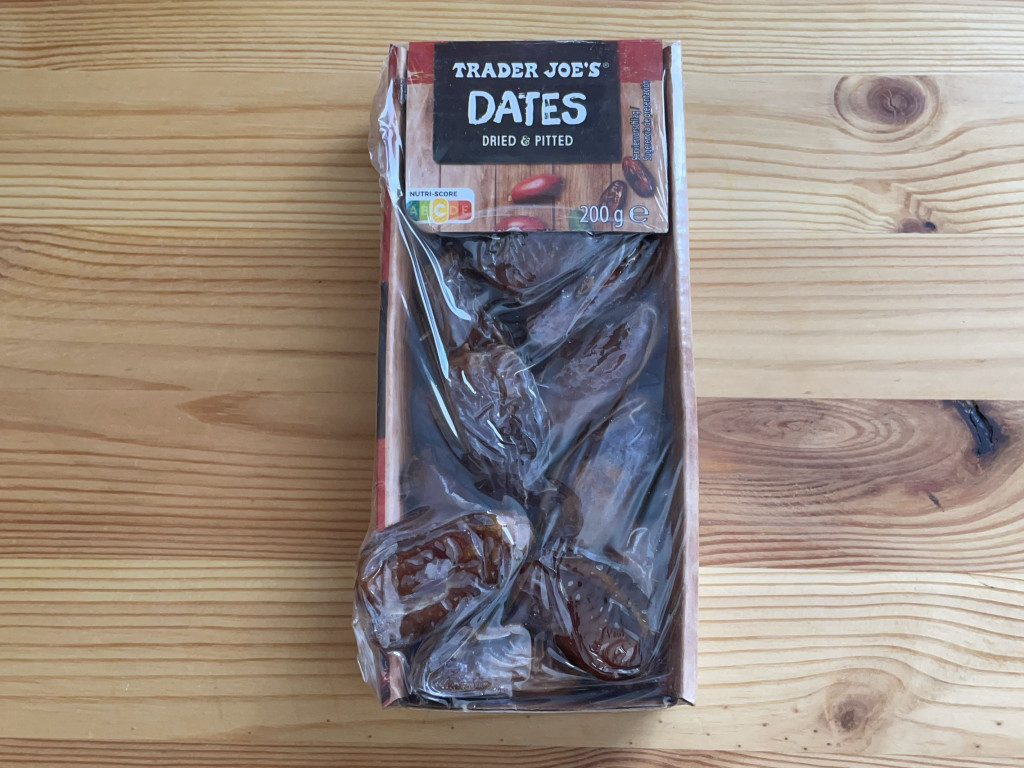 TRADER JOE'S®
DATES
DRIED & PITTED
NUTRI-SCORE
A B C D E
200 g ℮